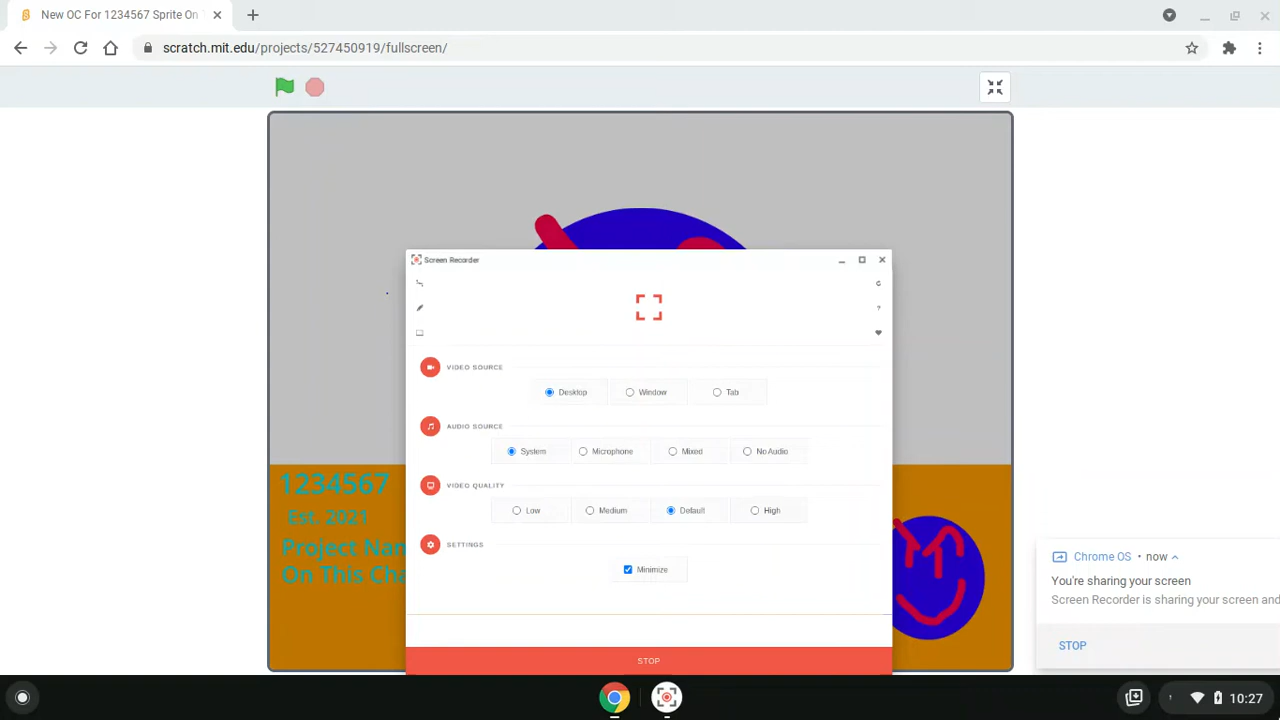 New OC For 1234567 Sprite On
scratch.mit.edu/projects/527450919/fullscreen/
Screen Recorder
VIDEO SOURCE
Desktop Window Tab
AUDIO SOURCE
System Microphone Mixed No Audio
VIDEO QUALITY
Low Medium Default High
SETTINGS
Minimize
STOP
1234567
Est. 2021
Project Nam
On This Cha
Chrome OS • now
You're sharing your screen
Screen Recorder is sharing your screen and
STOP
10:27